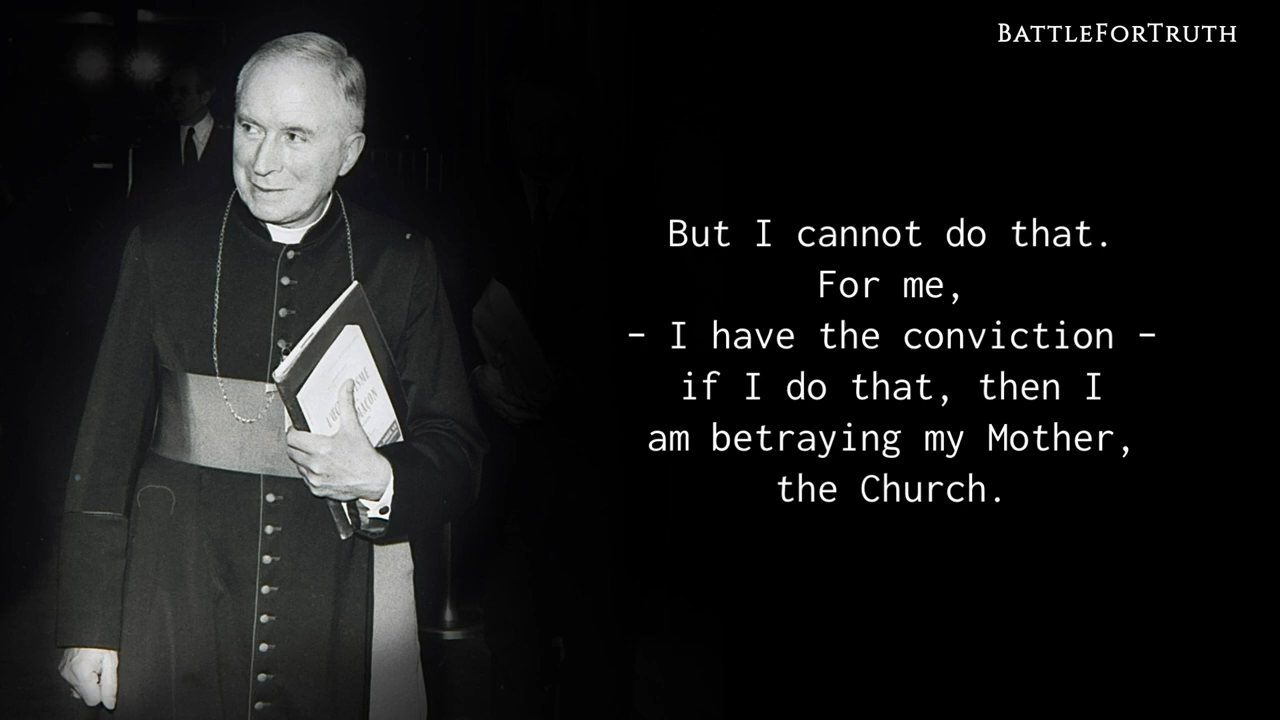 BATTLEFORTRUTH
But I cannot do that.
For me,
– I have the conviction –
if I do that, then I
am betraying my Mother,
the Church.